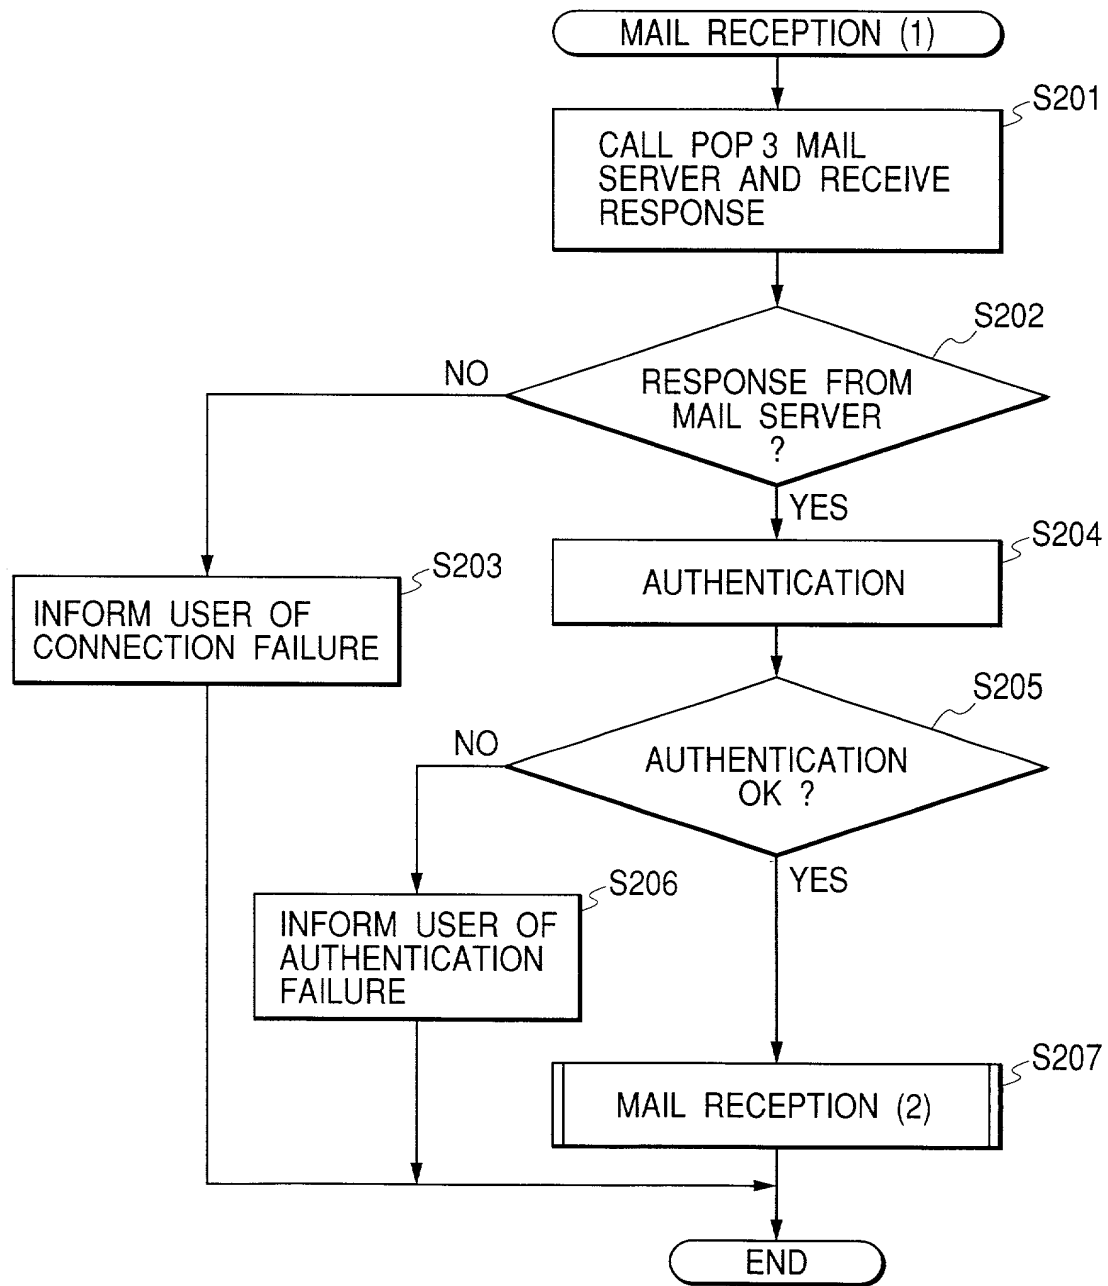 MAIL RECEPTION (1)
S201
CALL POP 3 MAIL
SERVER AND RECEIVE
RESPONSE
S202
NO
RESPONSE FROM
MAIL SERVER
?
YES
S204
AUTHENTICATION
S203
INFORM USER OF
CONNECTION FAILURE
S205
NO
AUTHENTICATION
OK ?
YES
S206
INFORM USER OF
AUTHENTICATION
FAILURE
S207
MAIL RECEPTION (2)
END